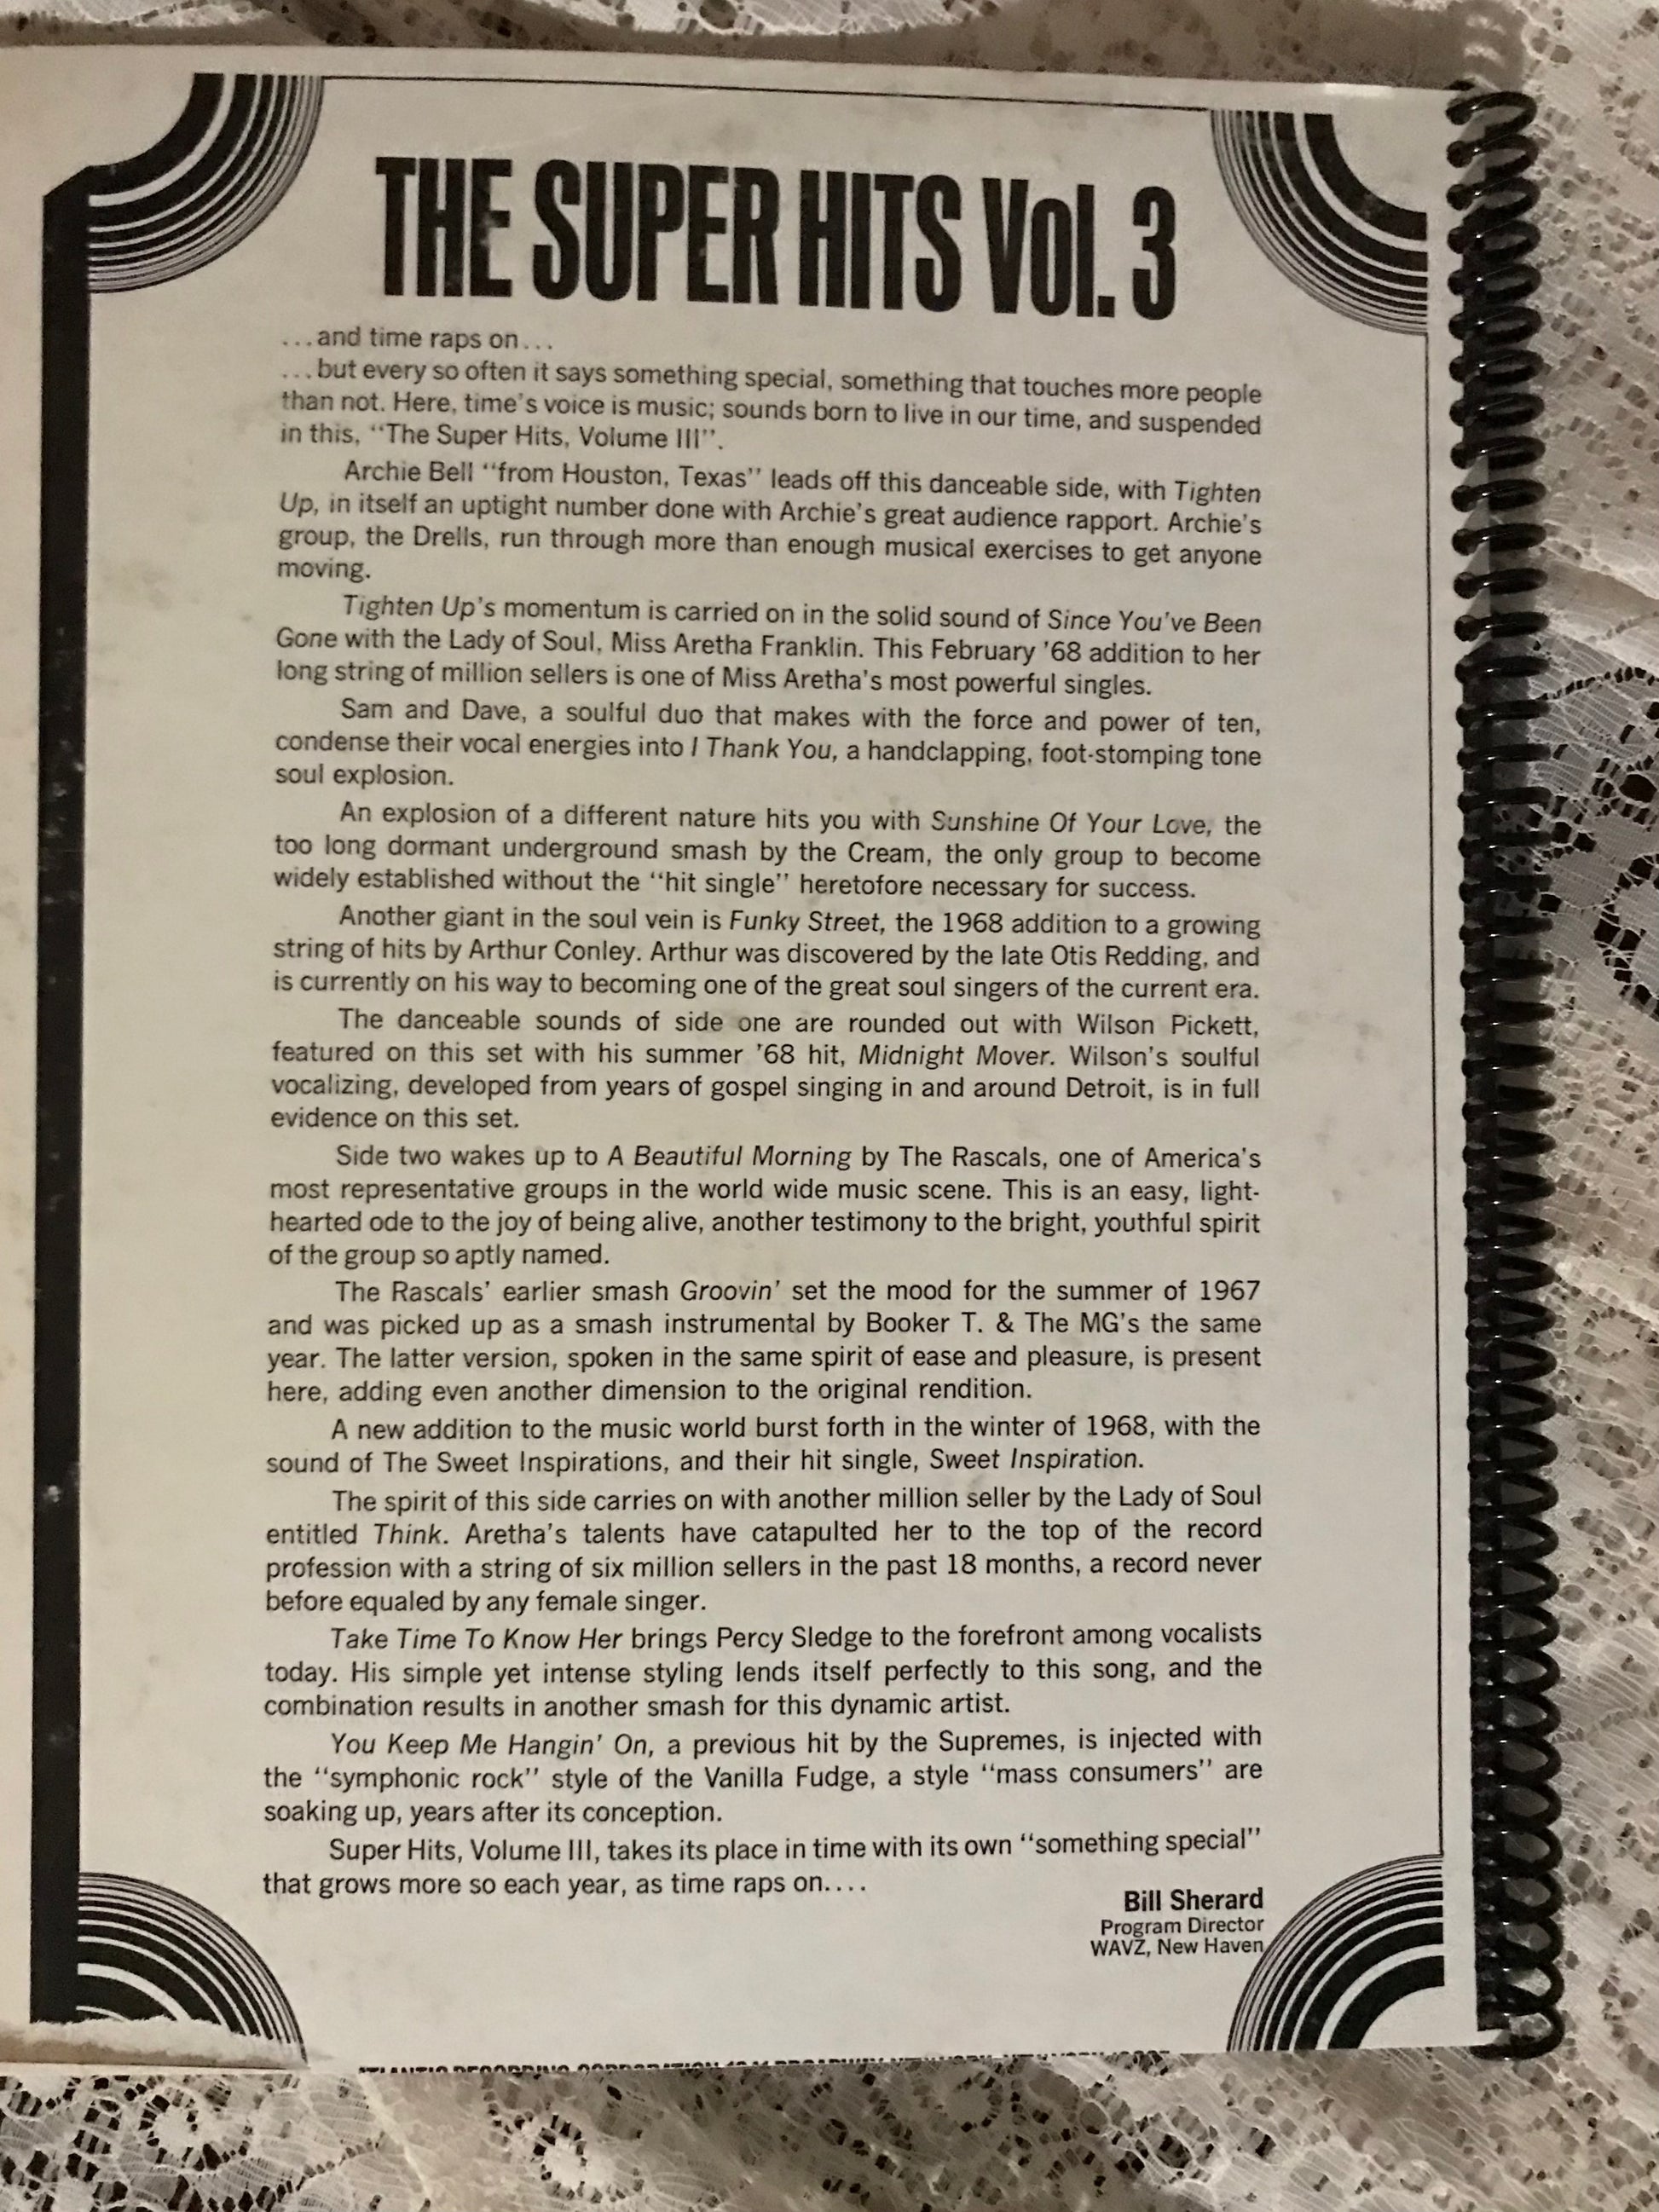 THE SUPER HITS Vol. 3
...and time raps on...
...but every so often it says something special, something that touches more people
than not. Here, time's voice is music; sounds born to live in our time, and suspended
in this, "The Super Hits, Volume III".
Archie Bell "from Houston, Texas" leads off this danceable side, with Tighten
Up, in itself an uptight number done with Archie's great audience rapport. Archie's
group, the Drells, run through more than enough musical exercises to get anyone
moving.
Tighten Up's momentum is carried on in the solid sound of Since You've Been
Gone with the Lady of Soul, Miss Aretha Franklin. This February '68 addition to her
long string of million sellers is one of Miss Aretha's most powerful singles.
Sam and Dave, a soulful duo that makes with the force and power of ten,
condense their vocal energies into I Thank You, a handclapping, foot-stomping tone
soul explosion.
An explosion of a different nature hits you with Sunshine Of Your Love, the
too long dormant underground smash by the Cream, the only group to become
widely established without the "hit single" heretofore necessary for success.
Another giant in the soul vein is Funky Street, the 1968 addition to a growing
string of hits by Arthur Conley. Arthur was discovered by the late Otis Redding, and
is currently on his way to becoming one of the great soul singers of the current era.
The danceable sounds of side one are rounded out with Wilson Pickett,
featured on this set with his summer '68 hit, Midnight Mover. Wilson's soulful
vocalizing, developed from years of gospel singing in and around Detroit, is in full
evidence on this set.
Side two wakes up to A Beautiful Morning by The Rascals, one of America's
most representative groups in the world wide music scene. This is an easy, light-
hearted ode to the joy of being alive, another testimony to the bright, youthful spirit
of the group so aptly named.
The Rascals' earlier smash Groovin' set the mood for the summer of 1967
and was picked up as a smash instrumental by Booker T. & The MG's the same
year. The latter version, spoken in the same spirit of ease and pleasure, is present
here, adding even another dimension to the original rendition.
A new addition to the music world burst forth in the winter of 1968, with the
sound of The Sweet Inspirations, and their hit single, Sweet Inspiration.
The spirit of this side carries on with another million seller by the Lady of Soul
entitled Think. Aretha's talents have catapulted her to the top of the record
profession with a string of six million sellers in the past 18 months, a record never
before equaled by any female singer.
Take Time To Know Her brings Percy Sledge to the forefront among vocalists
today. His simple yet intense styling lends itself perfectly to this song, and the
combination results in another smash for this dynamic artist.
You Keep Me Hangin' On, a previous hit by the Supremes, is injected with
the "symphonic rock" style of the Vanilla Fudge, a style "mass consumers" are
soaking up, years after its conception.
Super Hits, Volume III, takes its place in time with its own "something special"
that grows more so each year, as time raps on....
Bill Sherard
Program Director
WAVZ, New Haven
ATLANTIC RECORDING CORPORATION 1841 BROADWAY